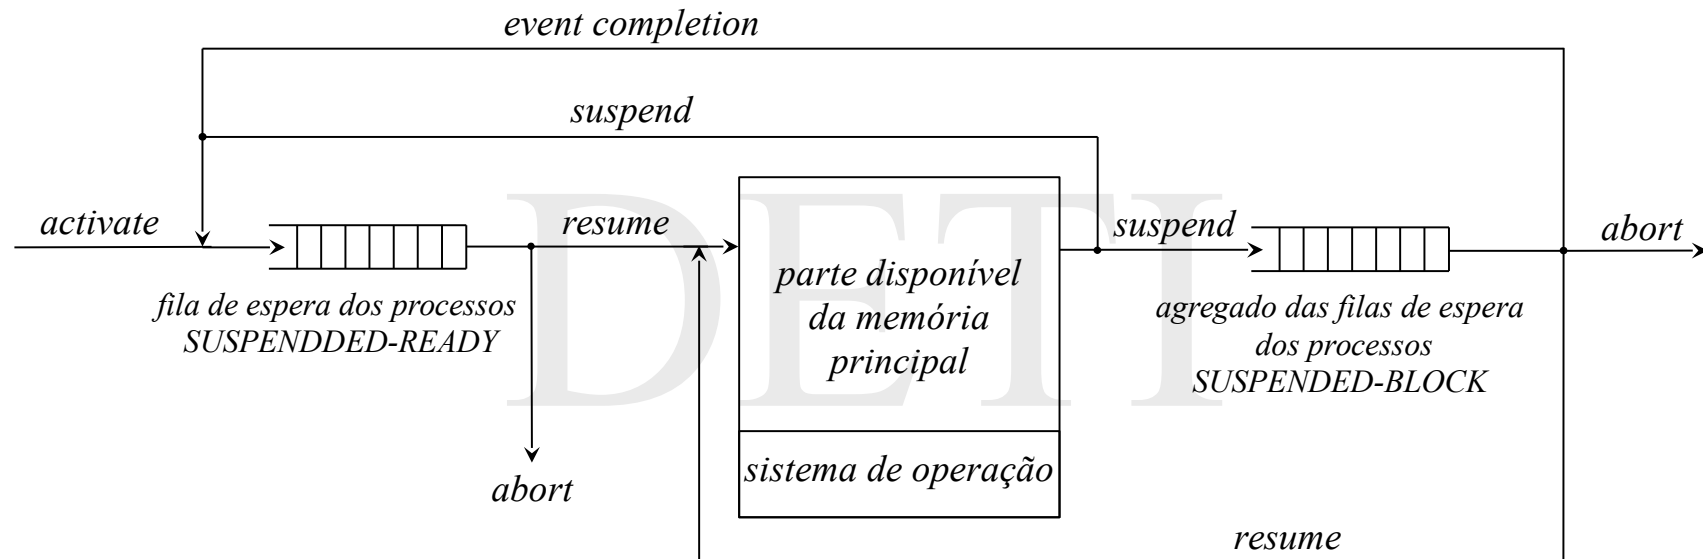 event completion
suspend
activate
resume
suspend
abort
fila de espera dos processos
SUSPENDDED-READY
parte disponível
da memória
principal
agregado das filas de espera
dos processos
SUSPENDED-BLOCK
abort
sistema de operação
resume
DETI